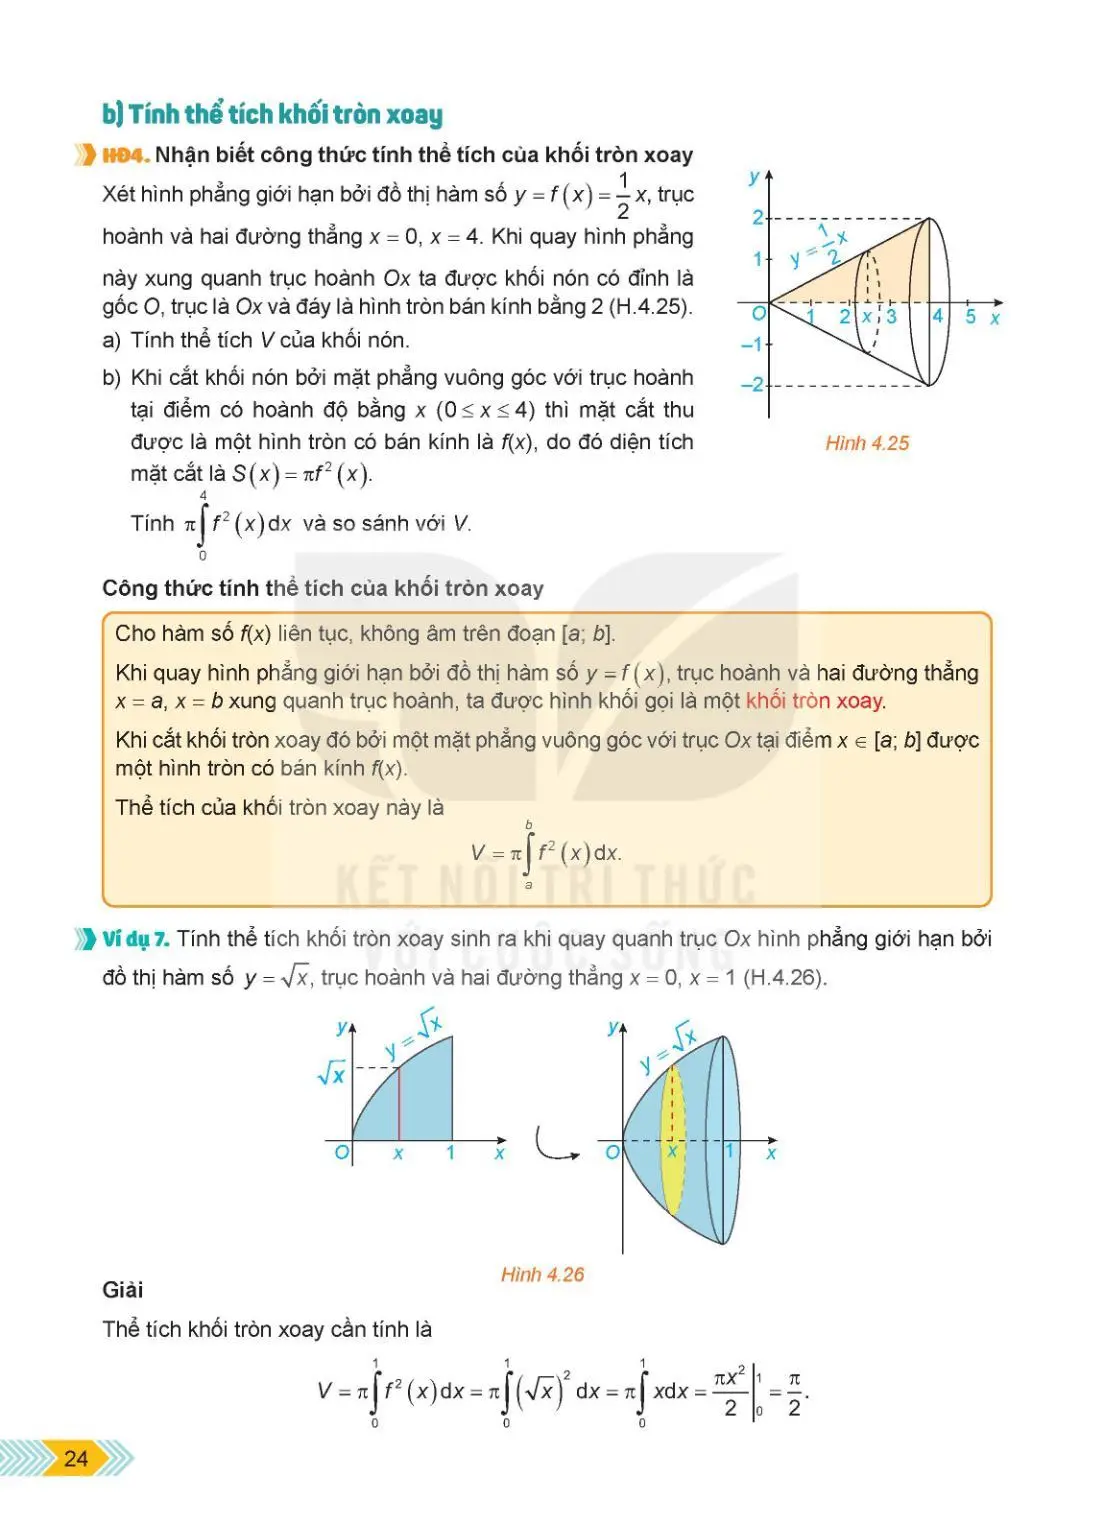 b) Tính thể tích khối tròn xoay
HĐ4. Nhận biết công thức tính thể tích của khối tròn xoay
Xét hình phẳng giới hạn bởi đồ thị hàm số y = f(x) = 1/2 x, trục
hoành và hai đường thẳng x = 0, x = 4. Khi quay hình phẳng
này xung quanh trục hoành Ox ta được khối nón có đỉnh là
gốc O, trục là Ox và đáy là hình tròn bán kính bằng 2 (H.4.25).
a) Tính thể tích V của khối nón.
b) Khi cắt khối nón bởi mặt phẳng vuông góc với trục hoành
tại điểm có hoành độ bằng x (0 ≤ x ≤ 4) thì mặt cắt thu
được là một hình tròn có bán kính là f(x), do đó diện tích
mặt cắt là S(x) = πf²(x).
Tính π∫₀⁴ f²(x)dx và so sánh với V.
y
2
1
y = 1/2 x
O
1 2 x 3 4 5 x
–1
–2
Hình 4.25
Công thức tính thể tích của khối tròn xoay
Cho hàm số f(x) liên tục, không âm trên đoạn [a; b].
Khi quay hình phẳng giới hạn bởi đồ thị hàm số y = f(x), trục hoành và hai đường thẳng
x = a, x = b xung quanh trục hoành, ta được hình khối gọi là một khối tròn xoay.
Khi cắt khối tròn xoay đó bởi một mặt phẳng vuông góc với trục Ox tại điểm x ∈ [a; b] được
một hình tròn có bán kính f(x).
Thể tích của khối tròn xoay này là
V = π∫ₐᵇ f²(x)dx.
KẾT NỐI TRI THỨC
VỚI CUỘC SỐNG
Ví dụ 7. Tính thể tích khối tròn xoay sinh ra khi quay quanh trục Ox hình phẳng giới hạn bởi
đồ thị hàm số y = √x, trục hoành và hai đường thẳng x = 0, x = 1 (H.4.26).
y
y = √x
√x
O x 1 x
y
y = √x
O x 1 x
Hình 4.26
Giải
Thể tích khối tròn xoay cần tính là
V = π∫₀¹ f²(x)dx = π∫₀¹ (√x)² dx = π∫₀¹ xdx = πx²/2 |₀¹ = π/2.
24